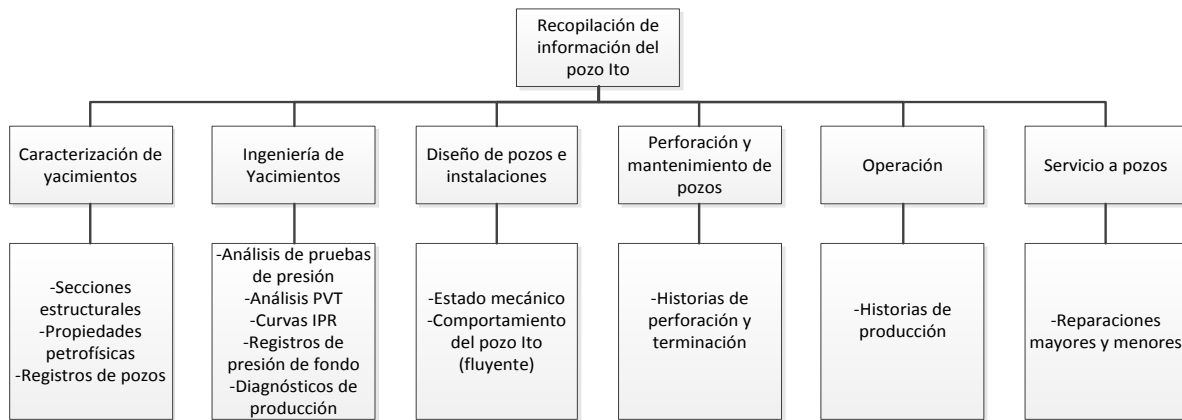 Recopilación de
información del
pozo Ito
Caracterización de
yacimientos
Ingeniería de
Yacimientos
Diseño de pozos e
instalaciones
Perforación y
mantenimiento de
pozos
Operación
Servicio a pozos
-Secciones
estructurales
-Propiedades
petrofísicas
-Registros de pozos
-Análisis de pruebas
de presión
-Análisis PVT
-Curvas IPR
-Registros de
presión de fondo
-Diagnósticos de
producción
-Estado mecánico
-Comportamiento
del pozo Ito
(fluyente)
-Historias de
perforación y
terminación
-Historias de
producción
-Reparaciones
mayores y menores